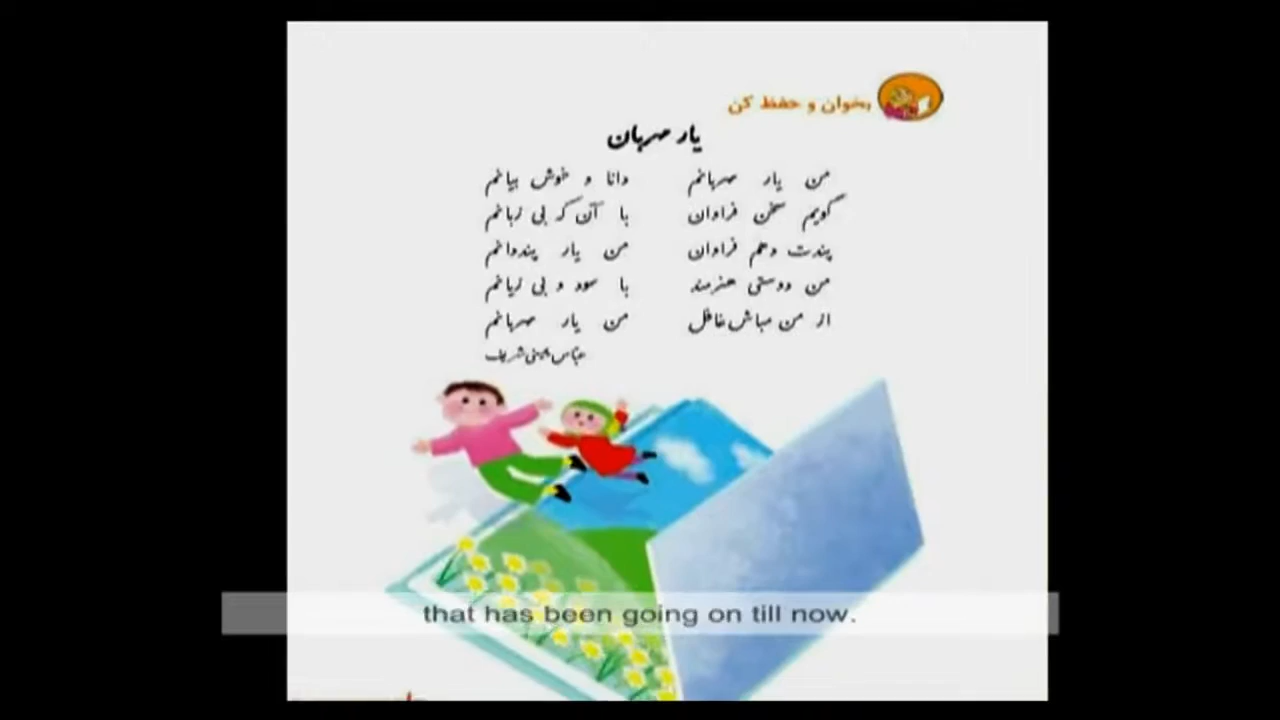 بخوان و حفظ کن
یار مهربان
من یار مهربانم دانا و خوش بیانم
گویم سخن فراوان با آن که بی زبانم
پندت دهم فراوان من یار پنددانم
من دوستی هنرمند با سود و بی زیانم
از من مباش غافل من یار مهربانم
عباس یمینی شریف
that has been going on till now.